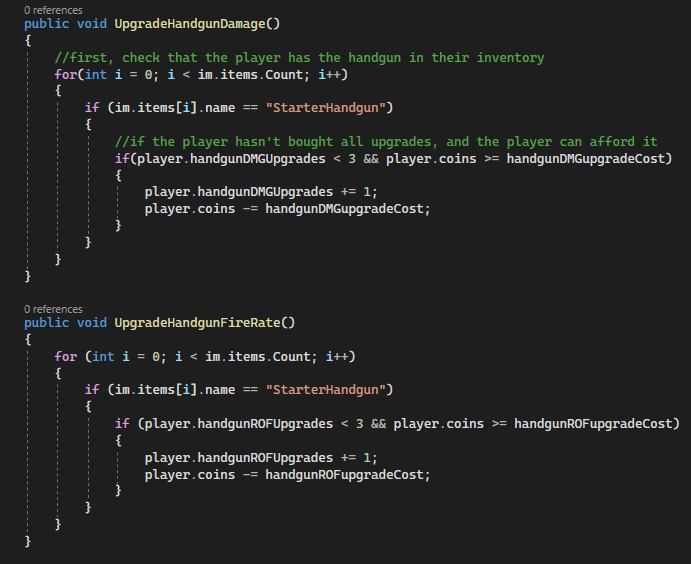 0 references
public void UpgradeHandgunDamage()
{
//first, check that the player has the handgun in their inventory
for(int i = 0; i < im.items.Count; i++)
{
if (im.items[i].name == "StarterHandgun")
{
//if the player hasn't bought all upgrades, and the player can afford it
if(player.handgunDMGUpgrades < 3 && player.coins >= handgunDMGupgradeCost)
{
player.handgunDMGUpgrades += 1;
player.coins -= handgunDMGupgradeCost;
}
}
}
}
0 references
public void UpgradeHandgunFireRate()
{
for (int i = 0; i < im.items.Count; i++)
{
if (im.items[i].name == "StarterHandgun")
{
if (player.handgunROFUpgrades < 3 && player.coins >= handgunROFupgradeCost)
{
player.handgunROFUpgrades += 1;
player.coins -= handgunROFupgradeCost;
}
}
}
}